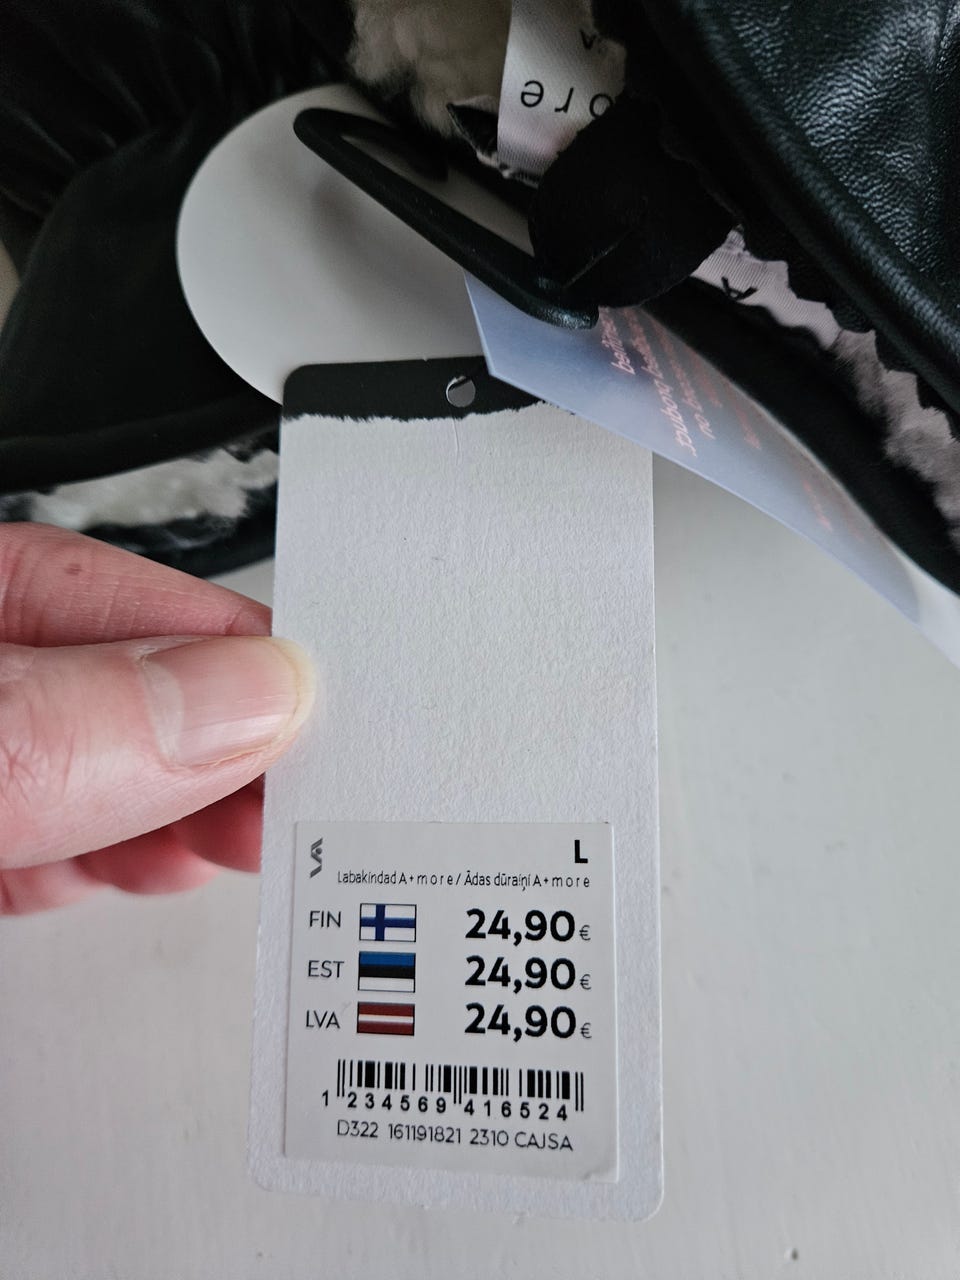 ore
A
L
Labakindad A+more / Ādas dūraiņi A+more
FIN 24,90€
EST 24,90€
LVA 24,90€
1 234569 416524
D322 161191821 2310 CAJSA